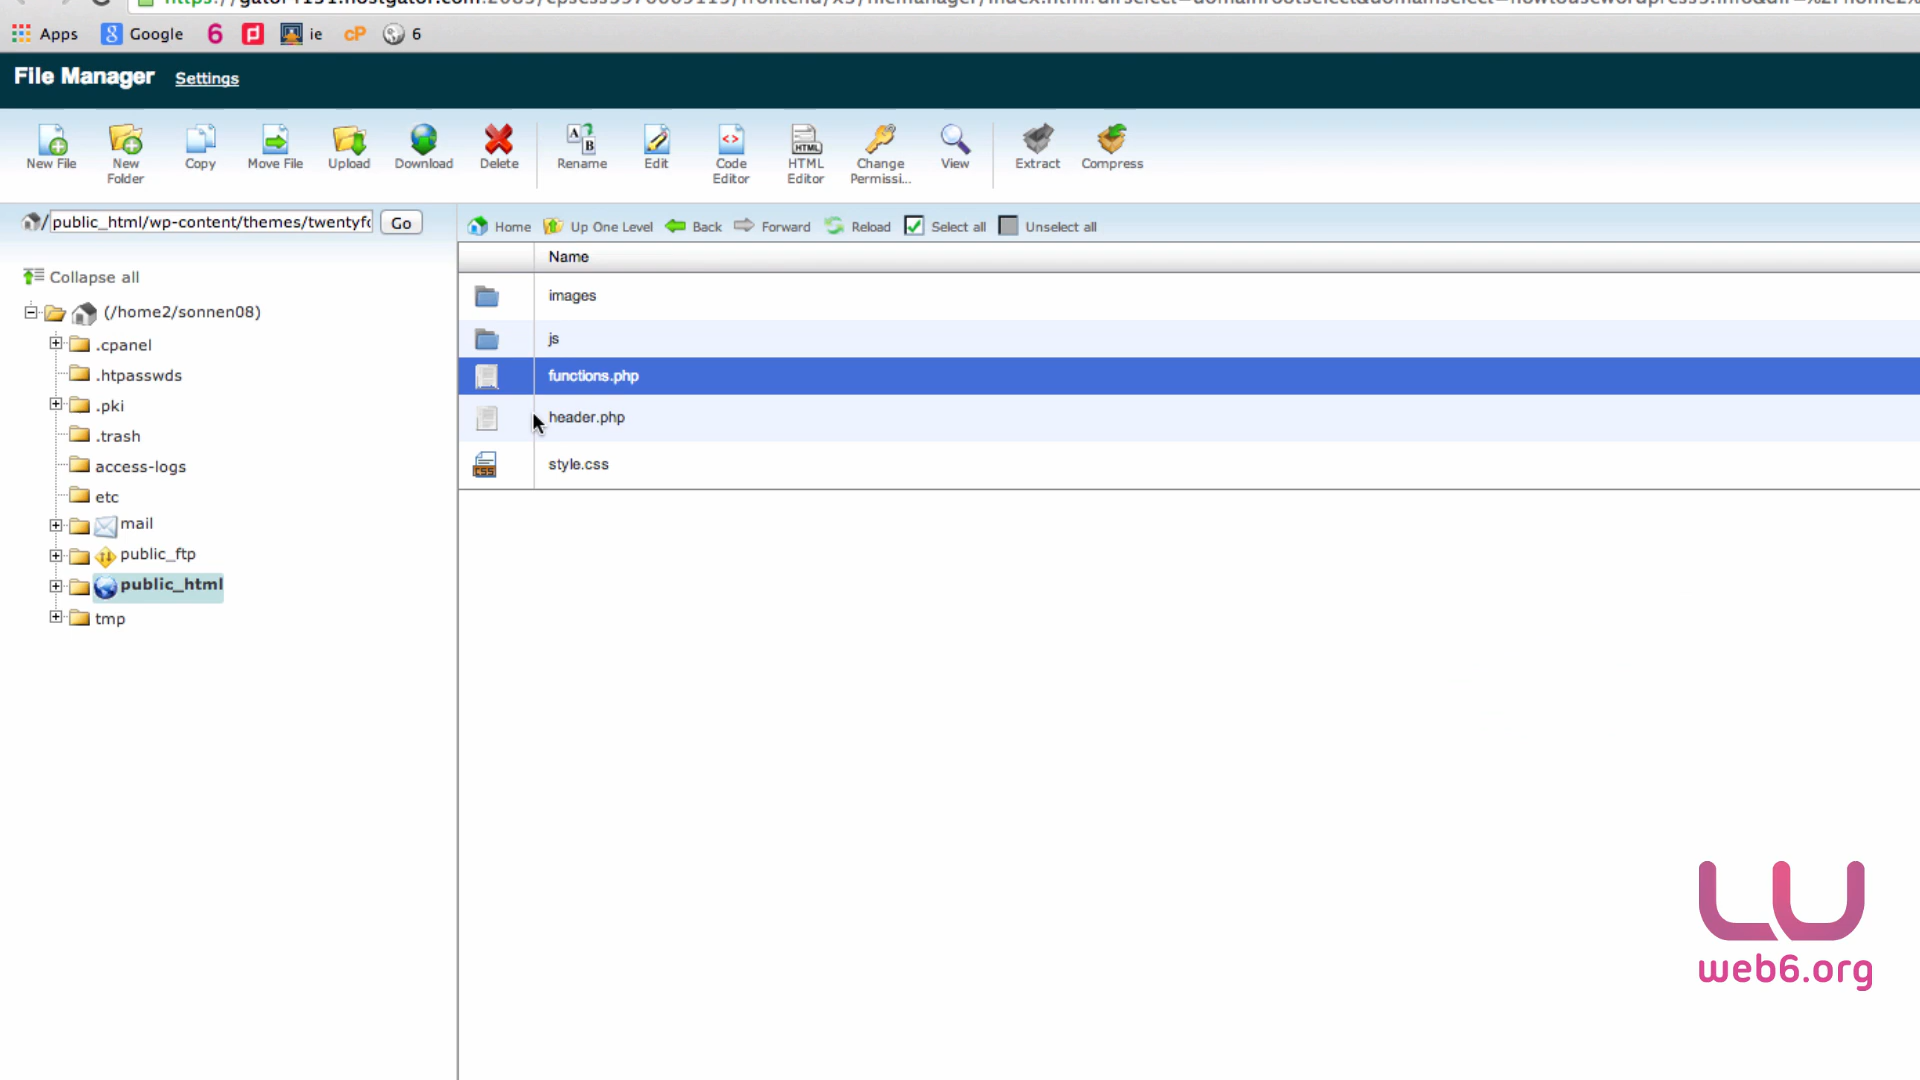 Apps Google 6 ie cP 6
File Manager Settings
New File New Folder Copy Move File Upload Download Delete Rename Edit Code Editor HTML Editor Change Permissi... View Extract Compress
/ public_html/wp-content/themes/twentyfo Go
Home Up One Level Back Forward Reload Select all Unselect all
Collapse all
(/home2/sonnen08)
.cpanel
.htpasswds
.pki
.trash
access-logs
etc
mail
public_ftp
public_html
tmp
Name
images
js
functions.php
header.php
style.css
web6.org